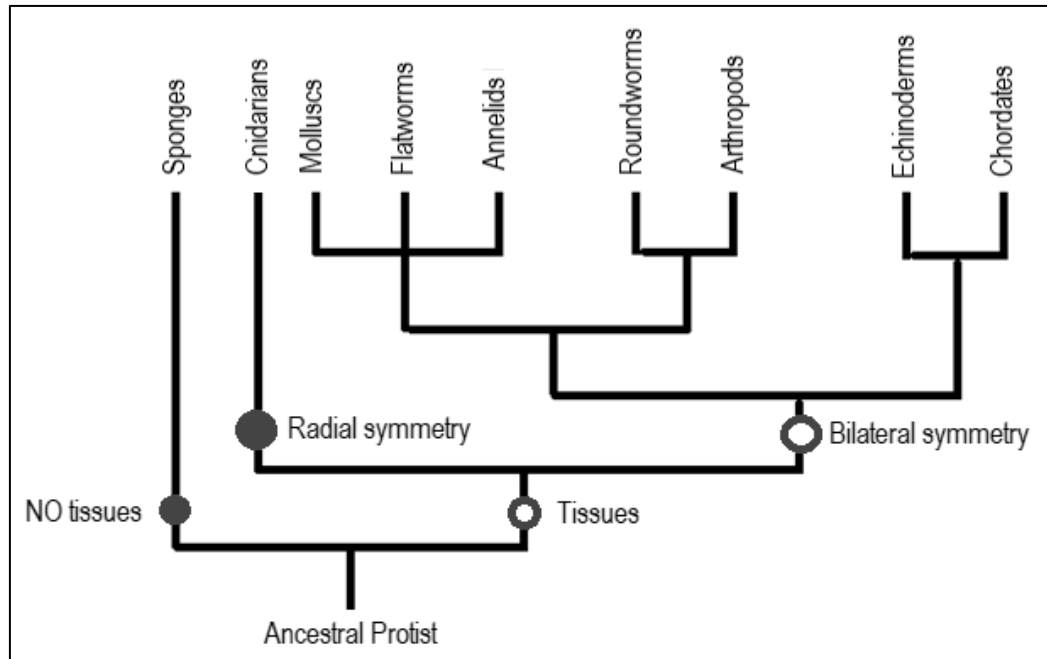 Sponges
Cnidarians
Molluscs
Flatworms
Annelids
Roundworms
Arthropods
Echinoderms
Chordates
Radial symmetry
Bilateral symmetry
NO tissues
Tissues
Ancestral Protist